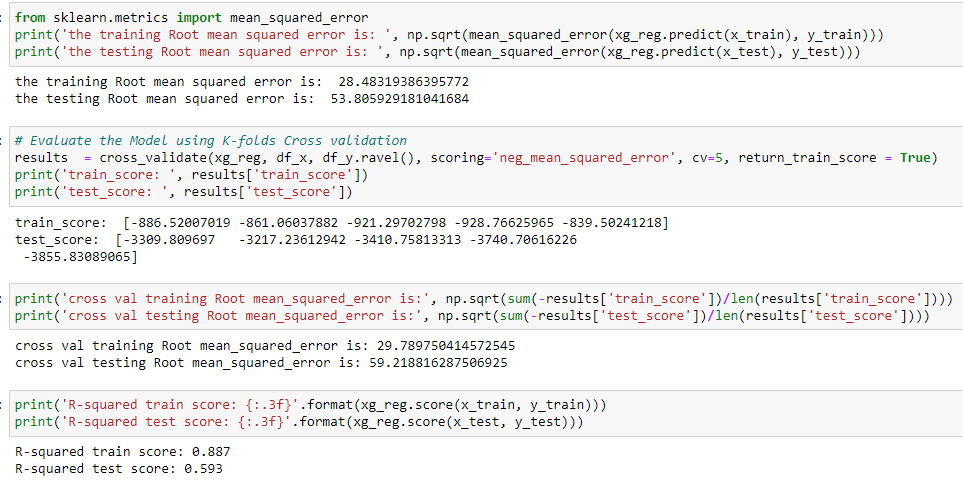 from sklearn.metrics import mean_squared_error
print('the training Root mean squared error is: ', np.sqrt(mean_squared_error(xg_reg.predict(x_train), y_train)))
print('the testing Root mean squared error is: ', np.sqrt(mean_squared_error(xg_reg.predict(x_test), y_test)))
the training Root mean squared error is:  28.48319386395772
the testing Root mean squared error is:  53.805929181041684
# Evaluate the Model using K-folds Cross validation
results  = cross_validate(xg_reg, df_x, df_y.ravel(), scoring='neg_mean_squared_error', cv=5, return_train_score = True)
print('train_score: ', results['train_score'])
print('test_score: ', results['test_score'])
train_score:  [-886.52007019 -861.06037882 -921.29702798 -928.76625965 -839.50241218]
test_score:  [-3309.809697   -3217.23612942 -3410.75813313 -3740.70616226
 -3855.83089065]
print('cross val training Root mean_squared_error is:', np.sqrt(sum(-results['train_score'])/len(results['train_score'])))
print('cross val testing Root mean_squared_error is:', np.sqrt(sum(-results['test_score'])/len(results['test_score'])))
cross val training Root mean_squared_error is: 29.789750414572545
cross val testing Root mean_squared_error is: 59.218816287506925
print('R-squared train score: {:.3f}'.format(xg_reg.score(x_train, y_train)))
print('R-squared test score: {:.3f}'.format(xg_reg.score(x_test, y_test)))
R-squared train score: 0.887
R-squared test score: 0.593